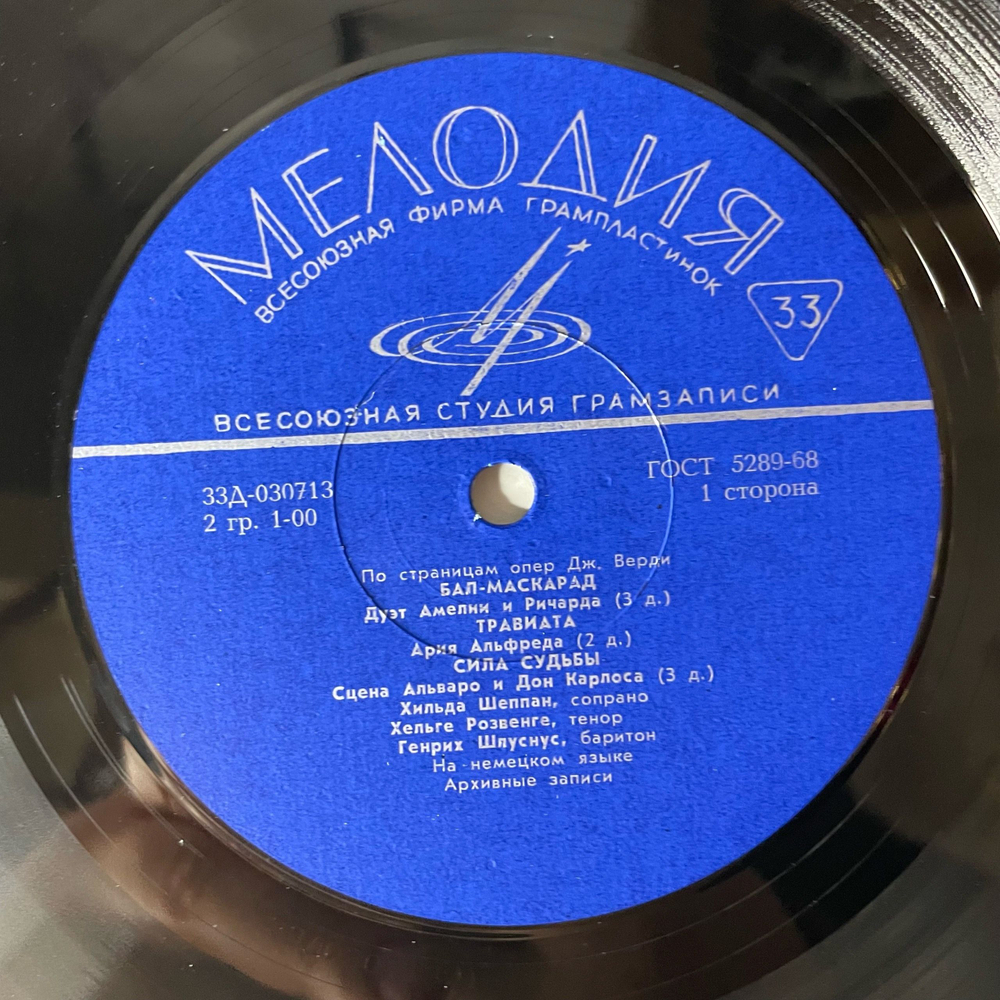 МЕЛОДИЯ
ВСЕСОЮЗНАЯ ФИРМА ГРАМПЛАСТИНОК
33
ВСЕСОЮЗНАЯ СТУДИЯ ГРАМЗАПИСИ
33Д-030713
2 гр. 1-00
ГОСТ 5289-68
1 сторона
По страницам опер Дж. Верди
БАЛ-МАСКАРАД
Дуэт Амелии и Ричарда (3 д.)
ТРАВИАТА
Ария Альфреда (2 д.)
СИЛА СУДЬБЫ
Сцена Альваро и Дон Карлоса (3 д.)
Хильда Шеппан, сопрано
Хельге Розвенге, тенор
Генрих Шлуснус, баритон
На немецком языке
Архивные записи